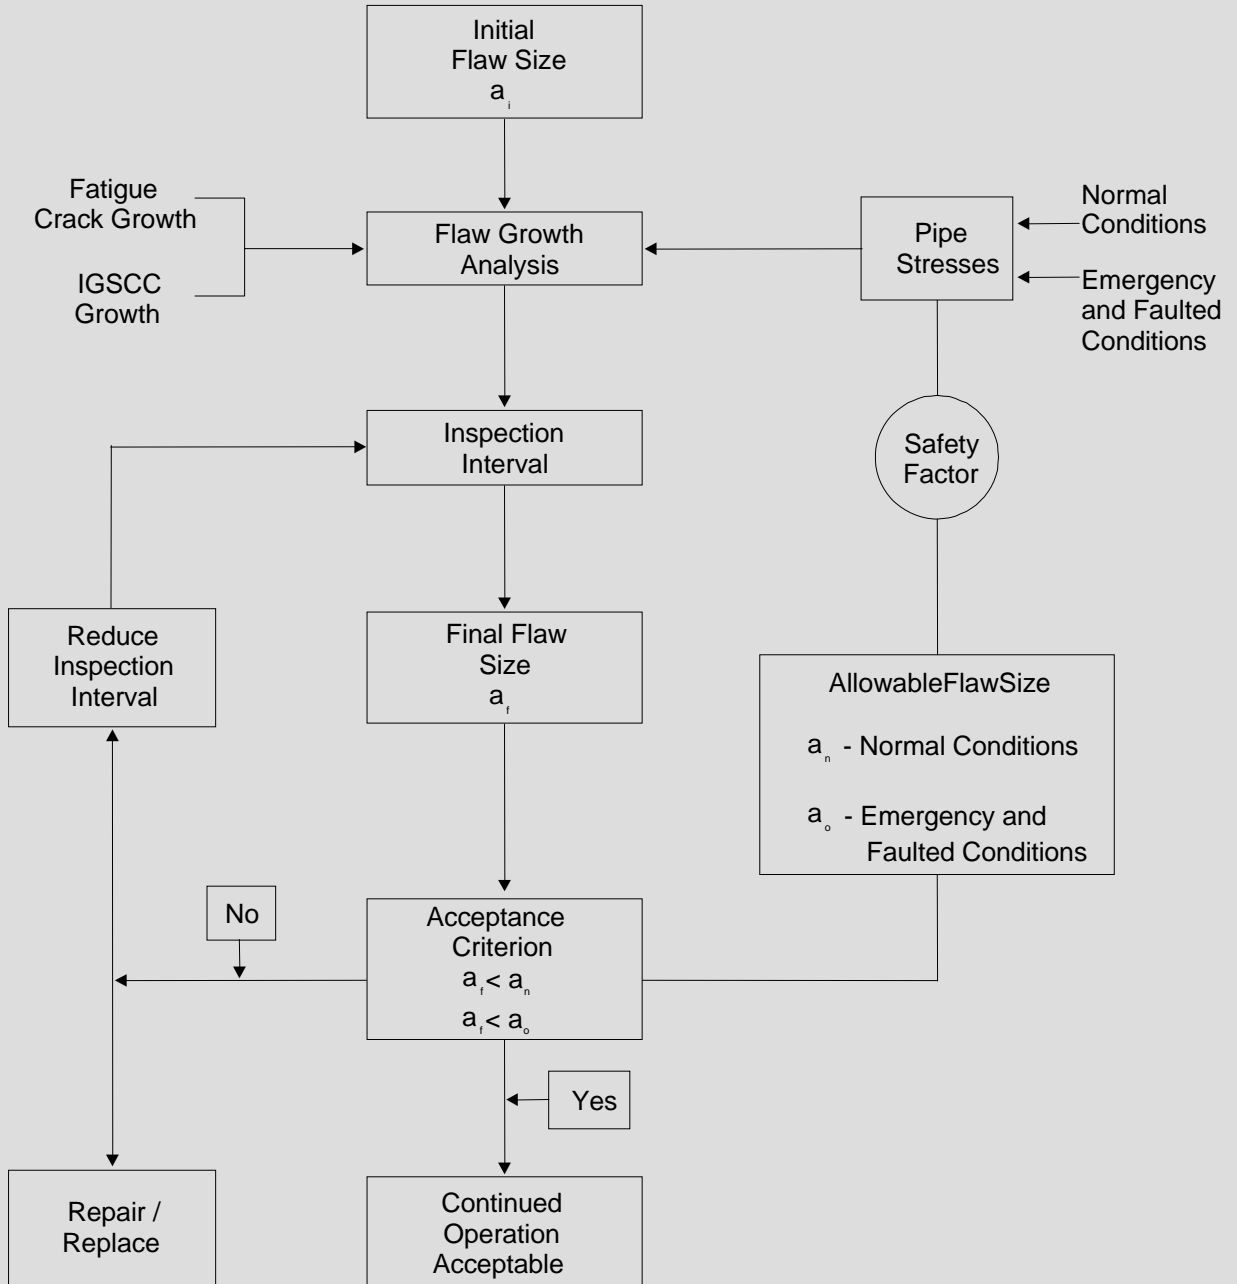 Initial
Flaw Size
a i
Fatigue
Crack Growth
IGSCC
Growth
Flaw Growth
Analysis
Pipe
Stresses
Normal
Conditions
Emergency
and Faulted
Conditions
Inspection
Interval
Safety
Factor
Reduce
Inspection
Interval
Final Flaw
Size
a f
AllowableFlawSize
a n - Normal Conditions
a o - Emergency and
Faulted Conditions
No
Acceptance
Criterion
a f < a n
a f < a o
Yes
Repair /
Replace
Continued
Operation
Acceptable